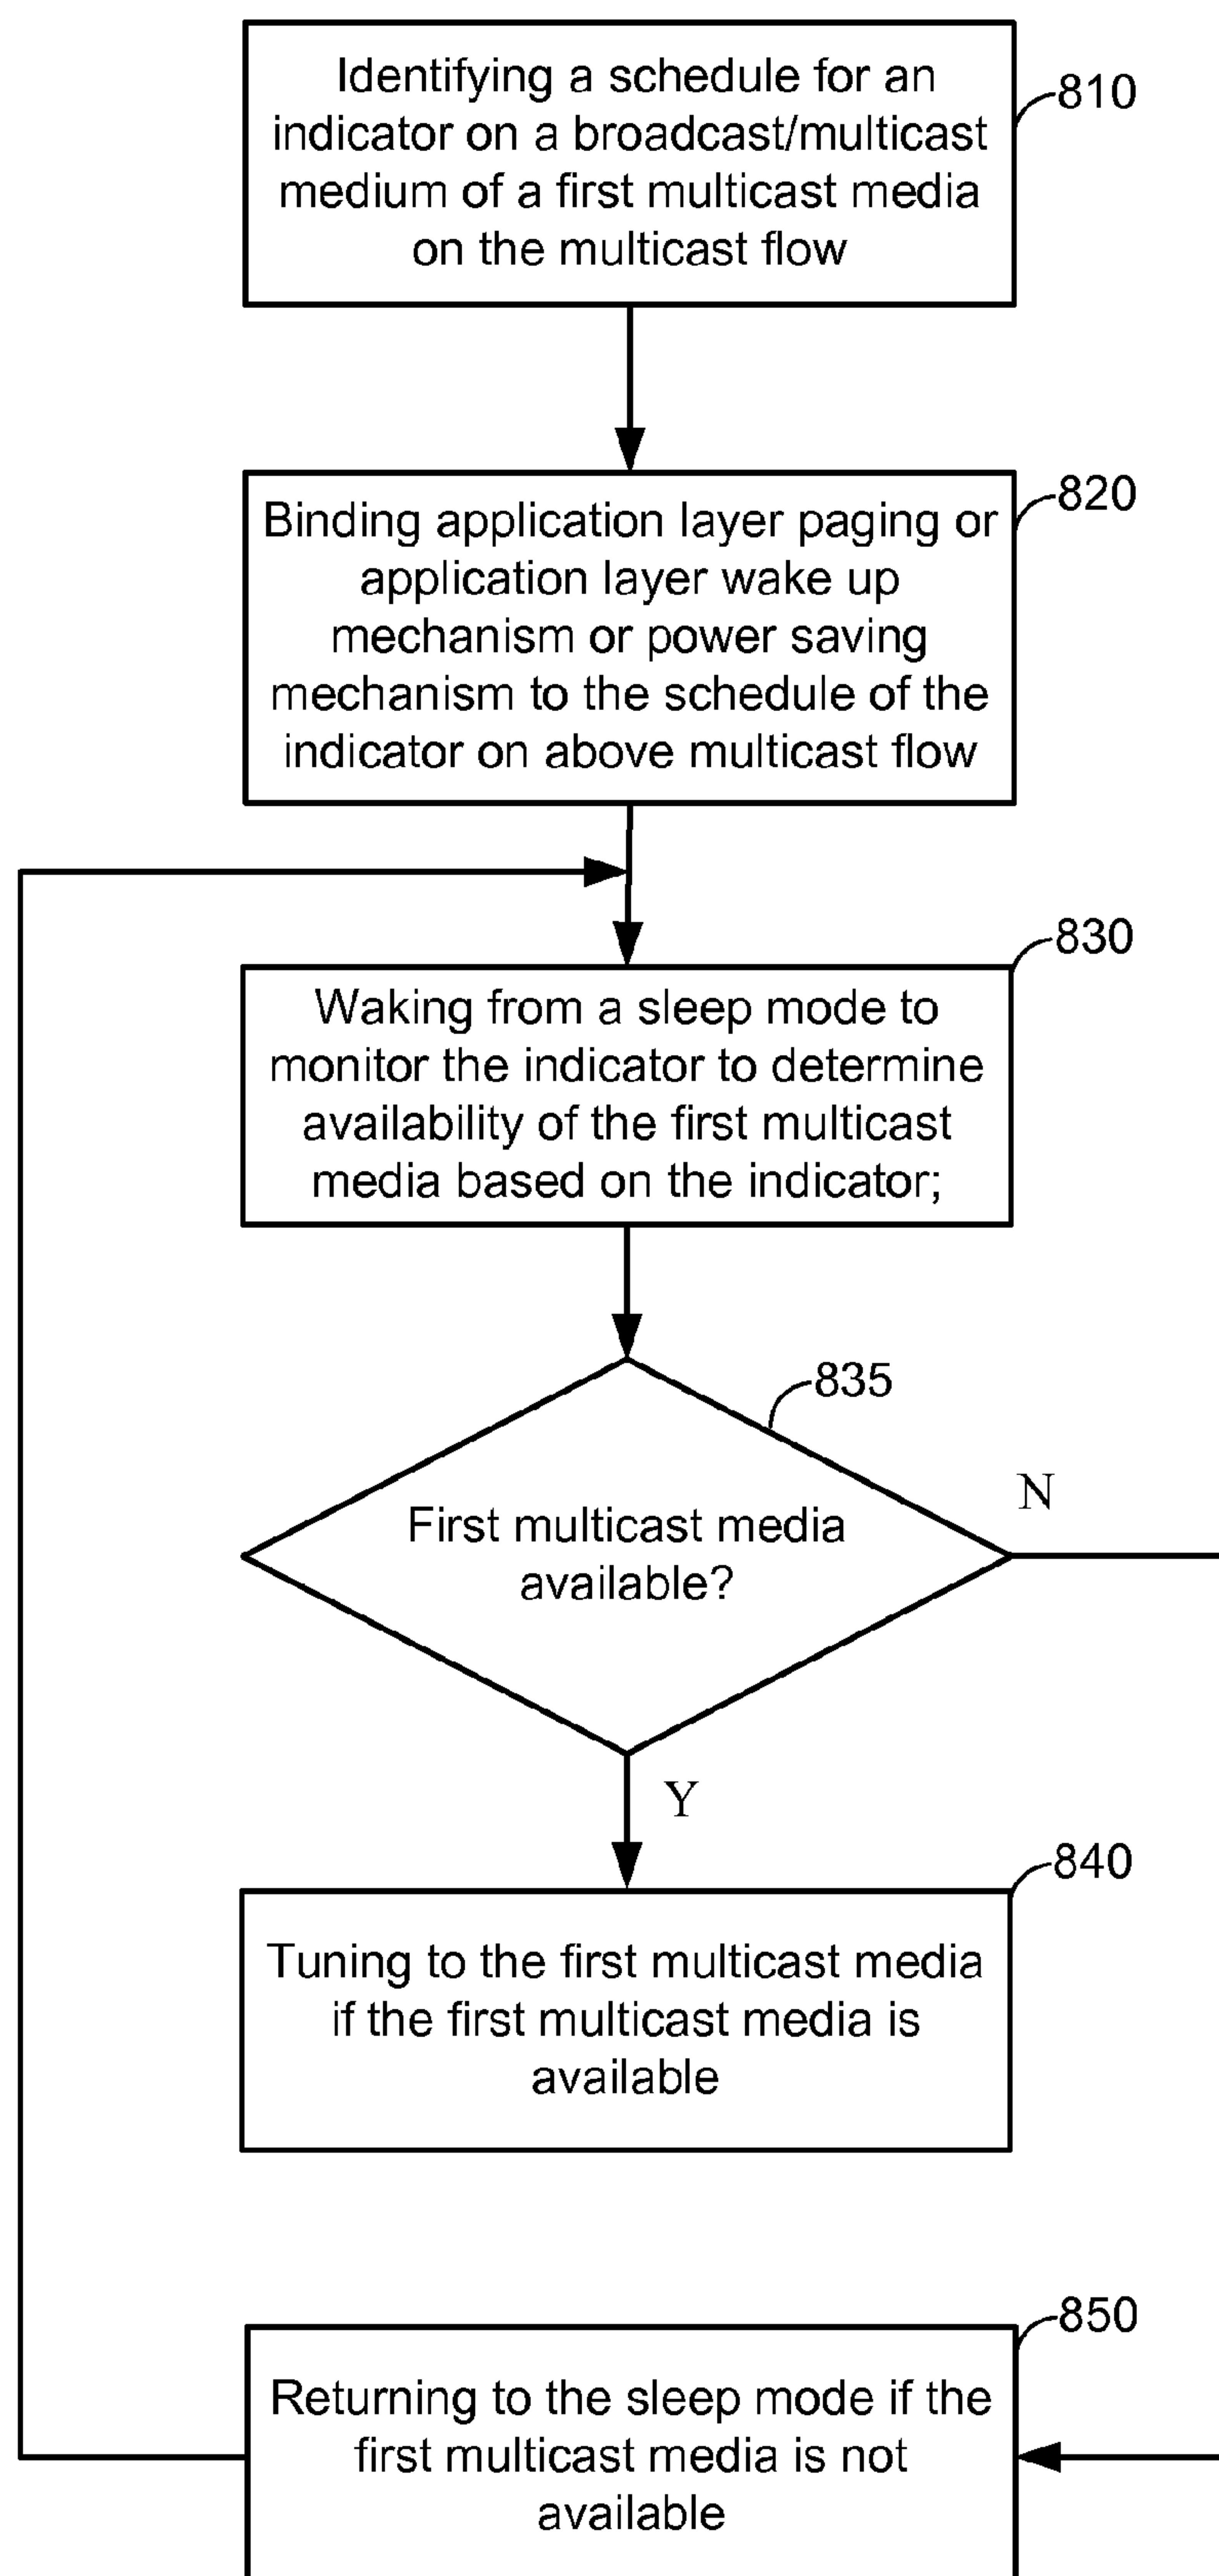 Identifying a schedule for an
indicator on a broadcast/multicast
medium of a first multicast media
on the multicast flow
810
Binding application layer paging or
application layer wake up
mechanism or power saving
mechanism to the schedule of the
indicator on above multicast flow
820
Waking from a sleep mode to
monitor the indicator to determine
availability of the first multicast
media based on the indicator;
830
835
First multicast media
available?
N
Y
840
Tuning to the first multicast media
if the first multicast media is
available
850
Returning to the sleep mode if the
first multicast media is not
available